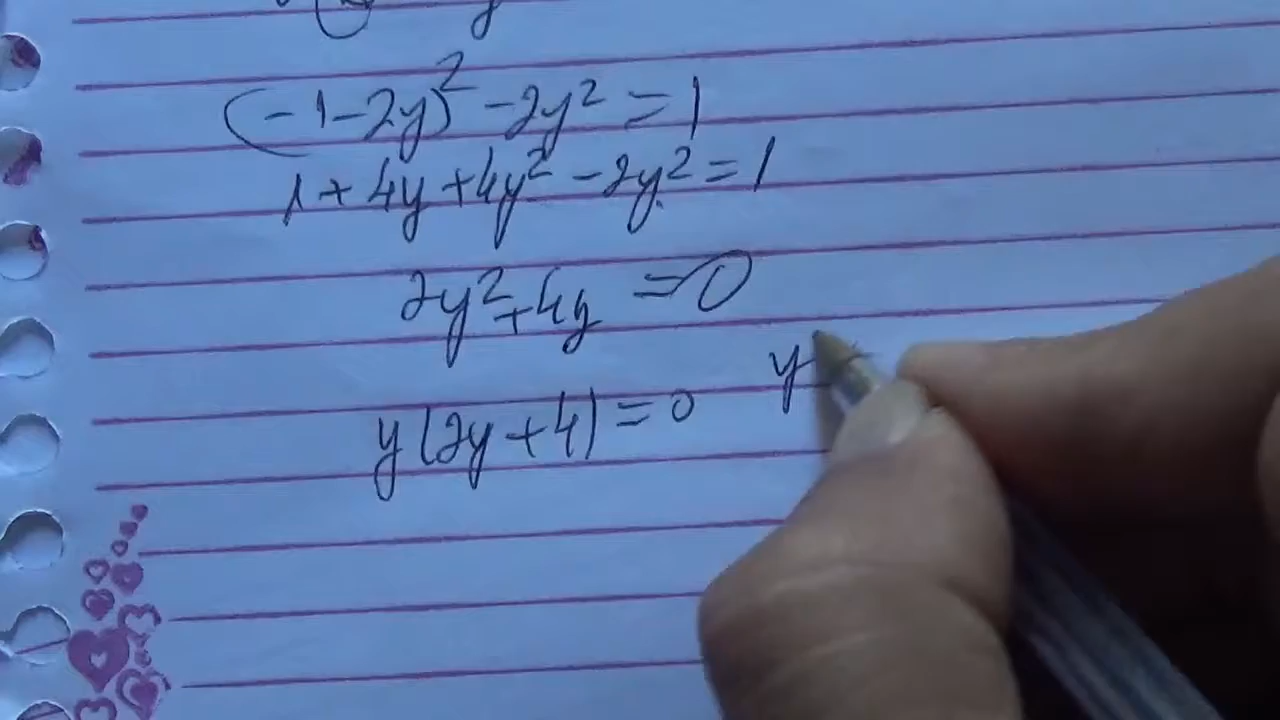 (-1-2y)² -2y² = 1
1 + 4y + 4y² - 2y² = 1
2y² + 4y = 0
y(2y + 4) = 0 y